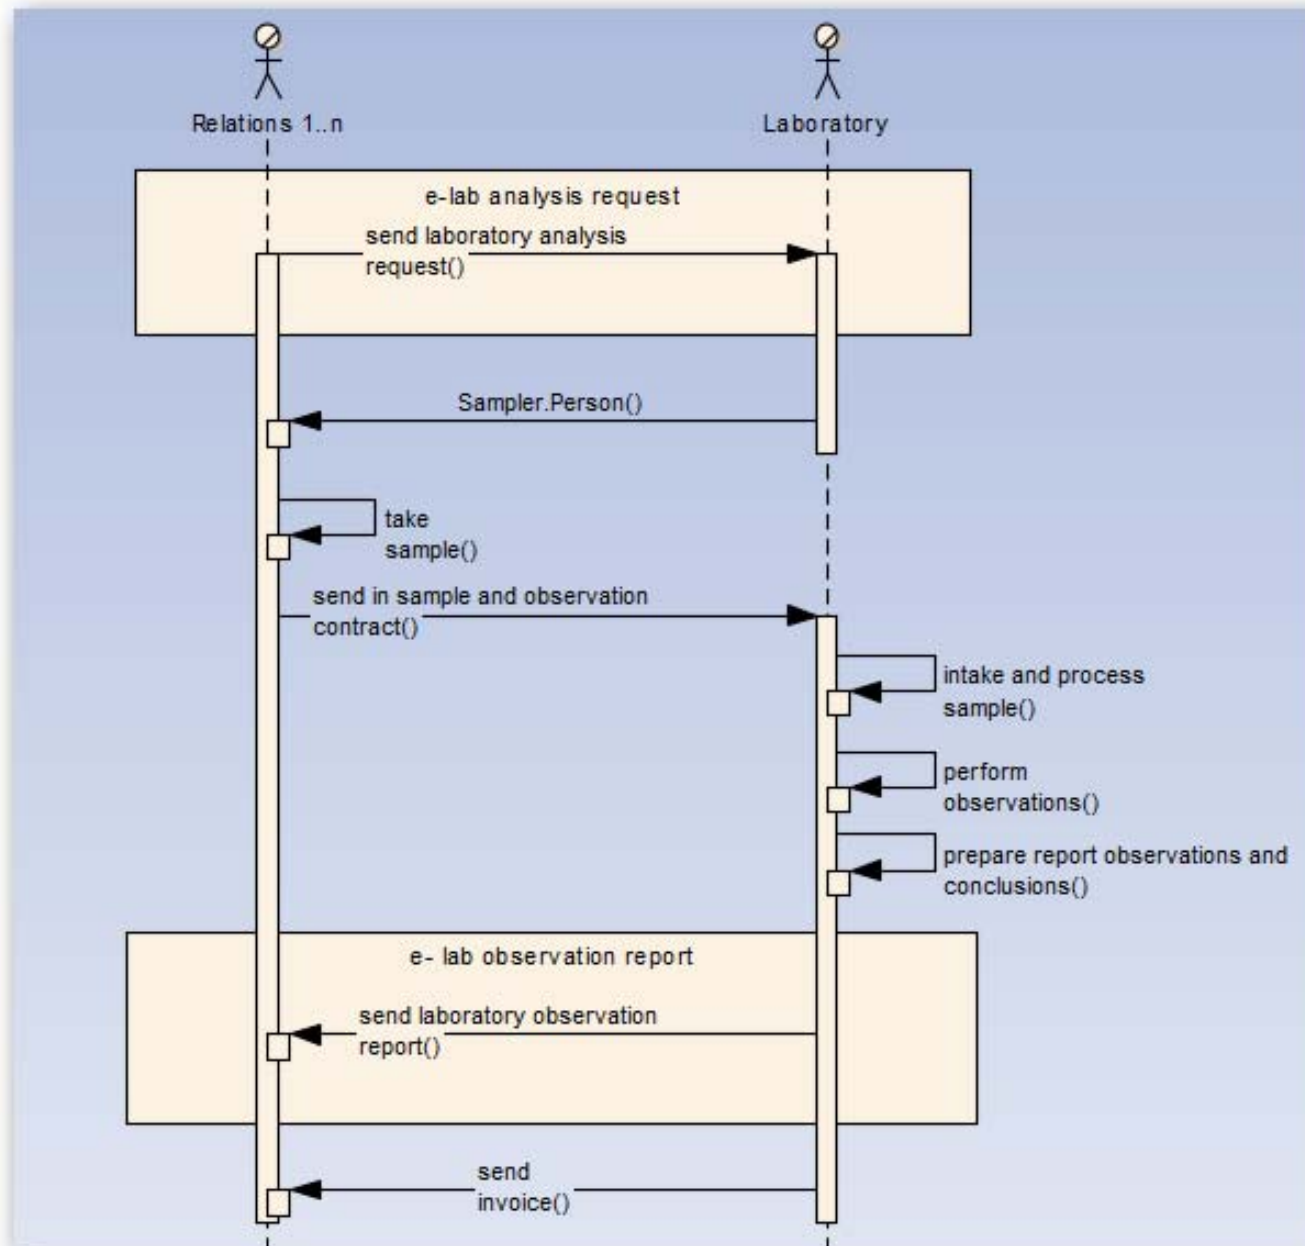 Relations 1..n
Laboratory
e-lab analysis request
send laboratory analysis
request()
Sampler.Person()
take
sample()
send in sample and observation
contract()
intake and process
sample()
perform
observations()
prepare report observations and
conclusions()
e- lab observation report
send laboratory observation
report()
send
invoice()